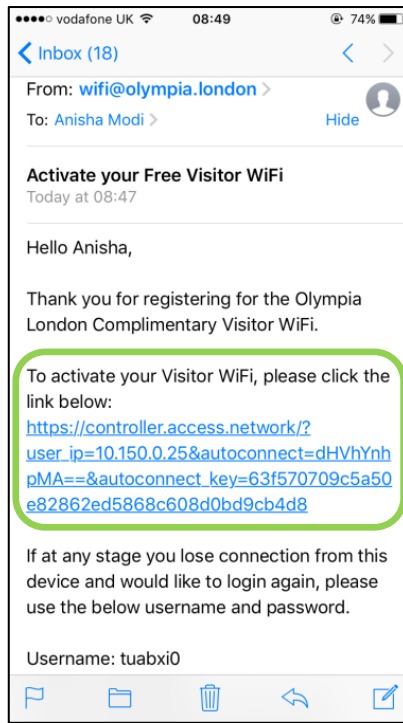 vodafone UK 08:49 74%
Inbox (18)
From: wifi@olympia.london
To: Anisha Modi Hide
Activate your Free Visitor WiFi
Today at 08:47
Hello Anisha,
Thank you for registering for the Olympia
London Complimentary Visitor WiFi.
To activate your Visitor WiFi, please click the
link below:
https://controller.access.network/?
user_ip=10.150.0.25&autoconnect=dHVhYnh
pMA==&autoconnect_key=63f570709c5a50
e82862ed5868c608d0bd9cb4d8
If at any stage you lose connection from this
device and would like to login again, please
use the below username and password.
Username: tuabxi0